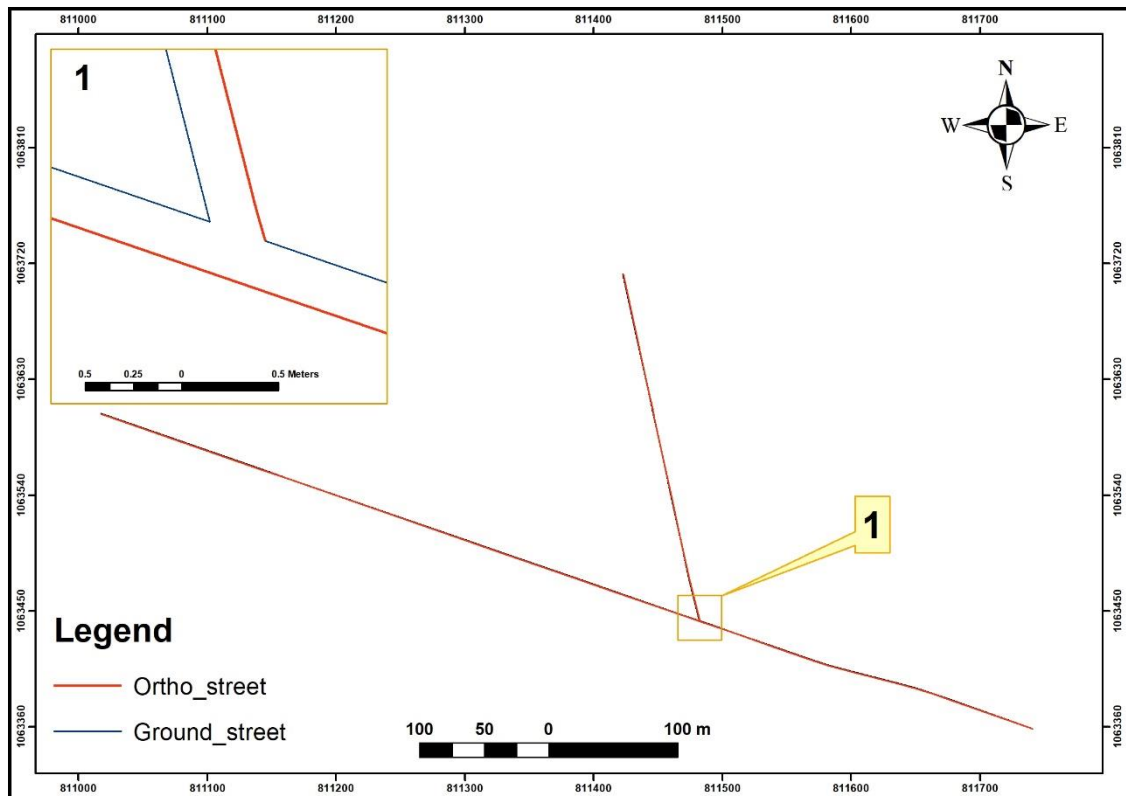 811000 811100 811200 811300 811400 811500 811600 811700
1
N
W E
S
1063810 1063810
1063720 1063720
0.5 0.25 0 0.5 Meters
1063630 1063630
1063540 1063540
1
1063450 1063450
Legend
Ortho_street
Ground_street
100 50 0 100 m
1063360 1063360
811000 811100 811200 811300 811400 811500 811600 811700